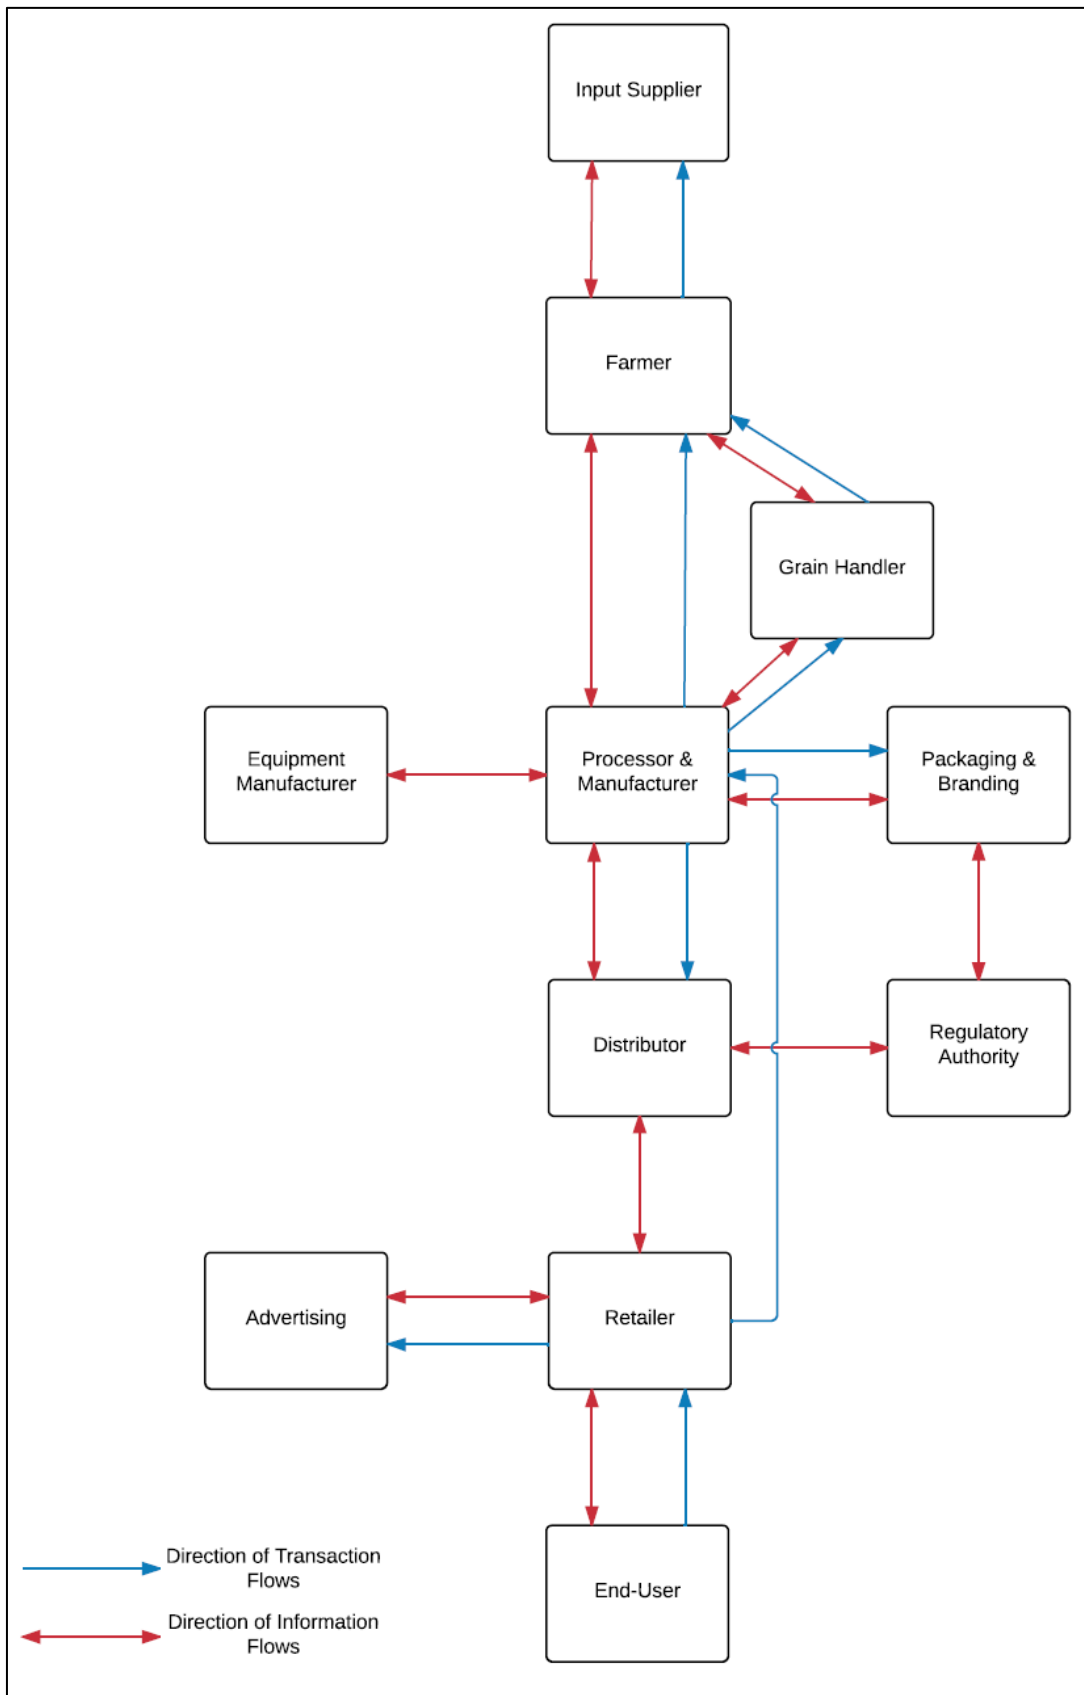 Input Supplier
Farmer
Grain Handler
Equipment
Manufacturer
Processor &
Manufacturer
Packaging &
Branding
Distributor
Regulatory
Authority
Advertising
Retailer
End-User
Direction of Transaction
Flows
Direction of Information
Flows